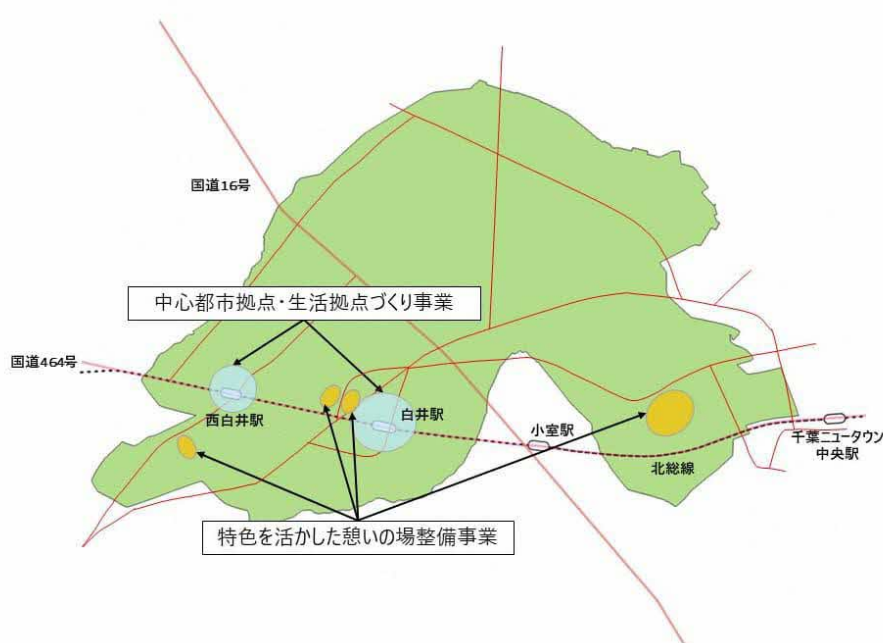 国道16号
中心都市拠点・生活拠点づくり事業
国道464号
西白井駅
白井駅
小室駅
千葉ニュータウン
中央駅
北総線
特色を活かした憩いの場整備事業